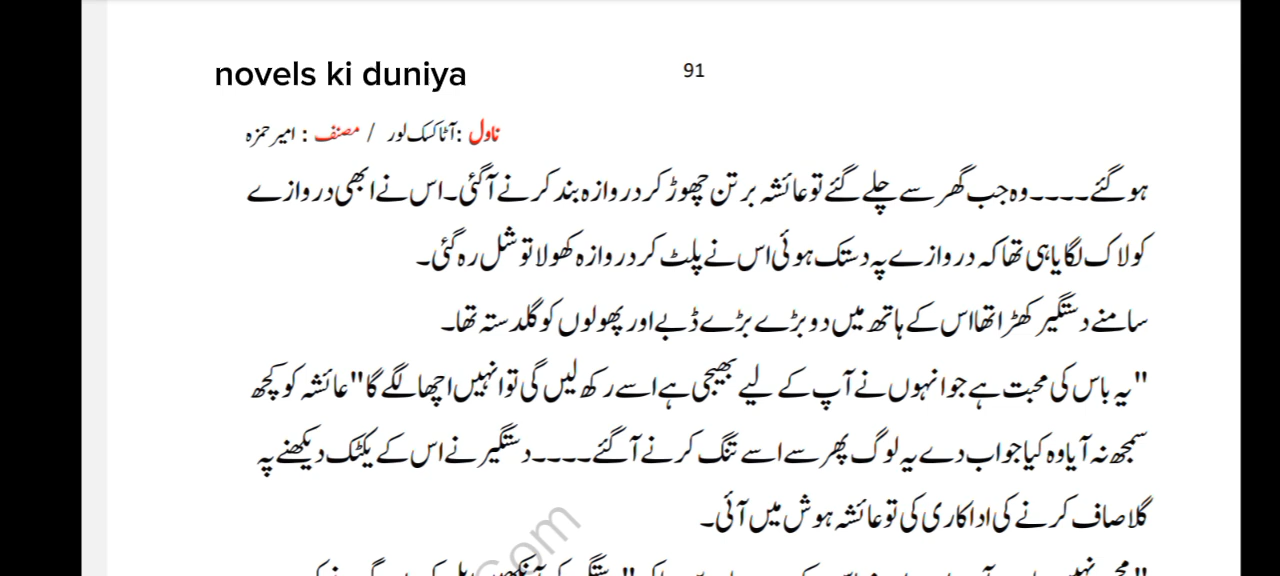 novels ki duniya
91
ناول :آٹاکسک لور / مصنف : امیر حمزہ
ہو گئے۔۔۔۔وہ جب گھر سے چلے گئے تو عائشہ برتن چھوڑ کر دروازہ بند کرنے آگئی۔اس نے ابھی دروازے
کو لاک لگایا ہی تھا کہ دروازے پہ دستک ہوئی اس نے پلٹ کر دروازہ کھولا تو شل رہ گئی۔
سامنے دستگیر کھڑا تھا اس کے ہاتھ میں دو بڑے بڑے ڈبے اور پھولوں کو گلدستہ تھا۔
"یہ باس کی محبت ہے جو انہوں نے آپ کے لیے بھیجی ہے اسے رکھ لیں گی تو انہیں اچھا لگے گا" عائشہ کو کچھ
سمجھ نہ آیا وہ کیا جواب دے یہ لوگ پھر سے اسے تنگ کرنے آگئے۔۔۔۔دستگیر نے اس کے یکٹک دیکھنے پہ
گلا صاف کرنے کی اداکاری کی تو عائشہ ہوش میں آئی۔
.com